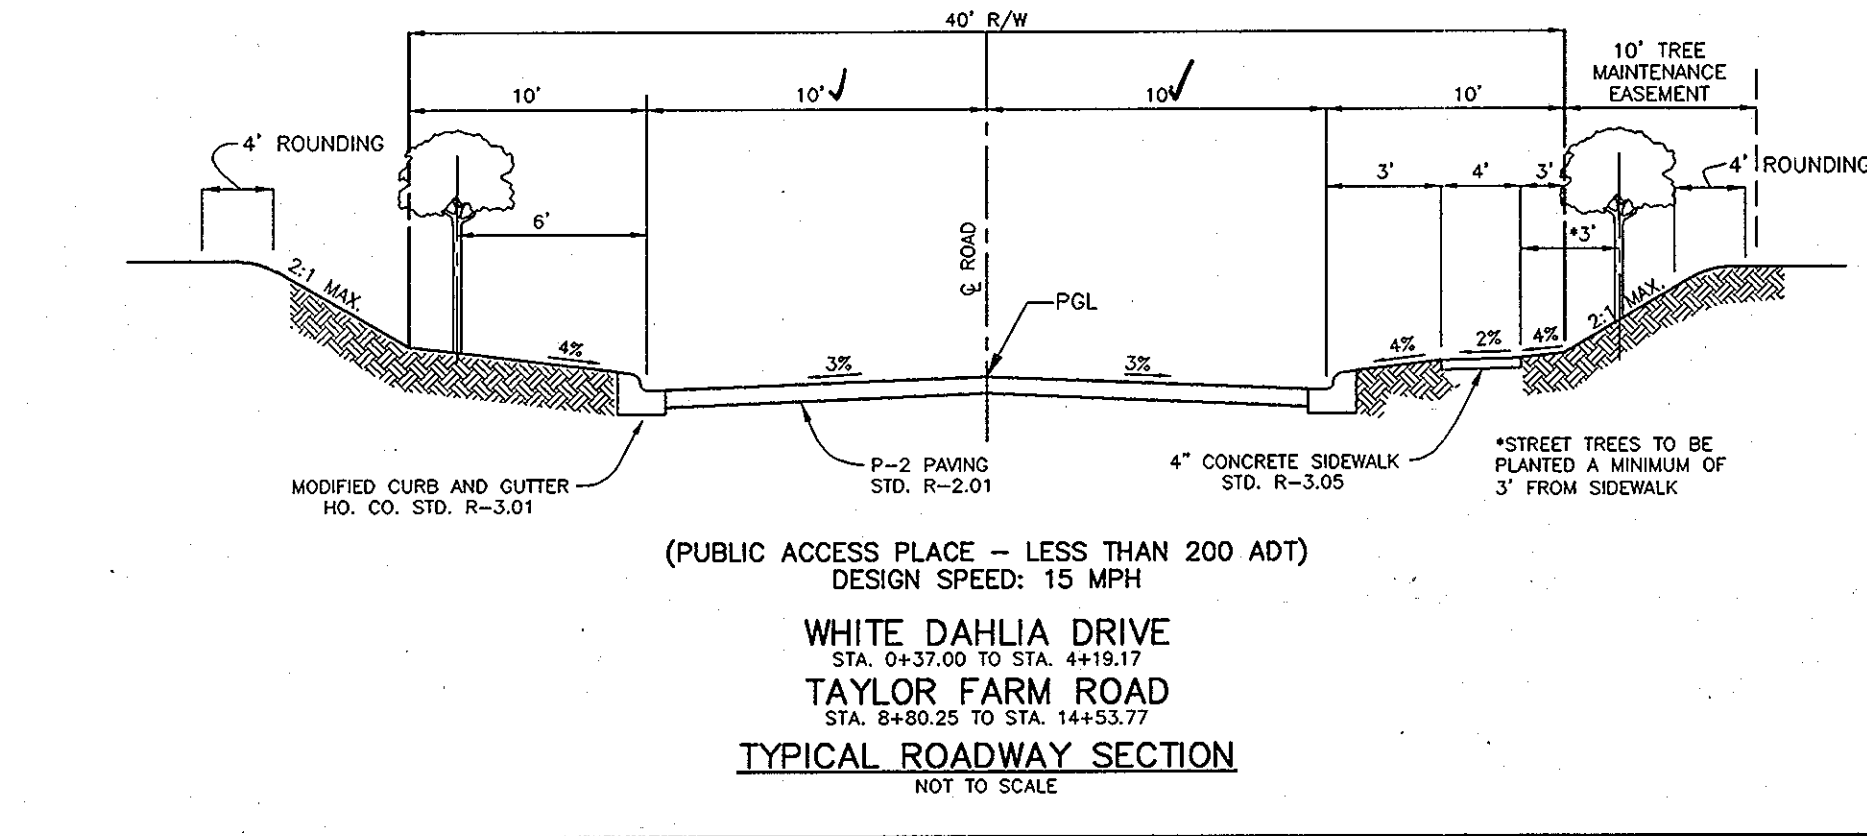 40' R/W
10' TREE
MAINTENANCE
EASEMENT
10'
10'
10'
10'
4' ROUNDING
4' ROUNDING
3'
4'
3'
6'
*3'
℄ ROAD
PGL
2:1 MAX.
2:1 MAX.
4%
3%
3%
4%
2%
4%
MODIFIED CURB AND GUTTER
HO. CO. STD. R-3.01
P-2 PAVING
STD. R-2.01
4" CONCRETE SIDEWALK
STD. R-3.05
*STREET TREES TO BE
PLANTED A MINIMUM OF
3' FROM SIDEWALK
(PUBLIC ACCESS PLACE - LESS THAN 200 ADT)
DESIGN SPEED: 15 MPH
WHITE DAHLIA DRIVE
STA. 0+37.00 TO STA. 4+19.17
TAYLOR FARM ROAD
STA. 8+80.25 TO STA. 14+53.77
TYPICAL ROADWAY SECTION
NOT TO SCALE